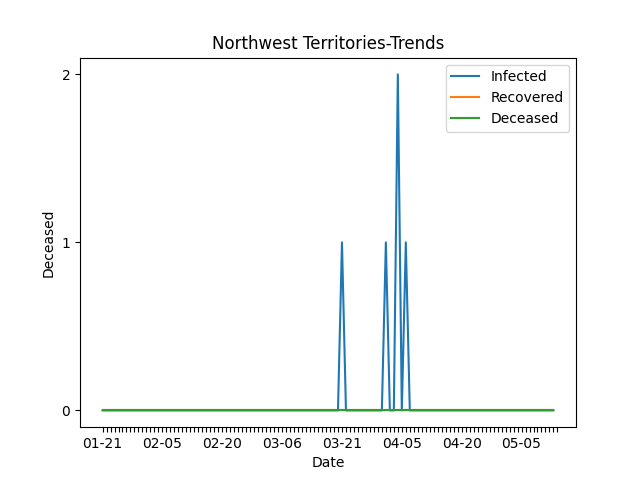 Northwest Territories-Trends
Infected
Recovered
Deceased
2
1
0
Deceased
01-21 02-05 02-20 03-06 03-21 04-05 04-20 05-05
Date